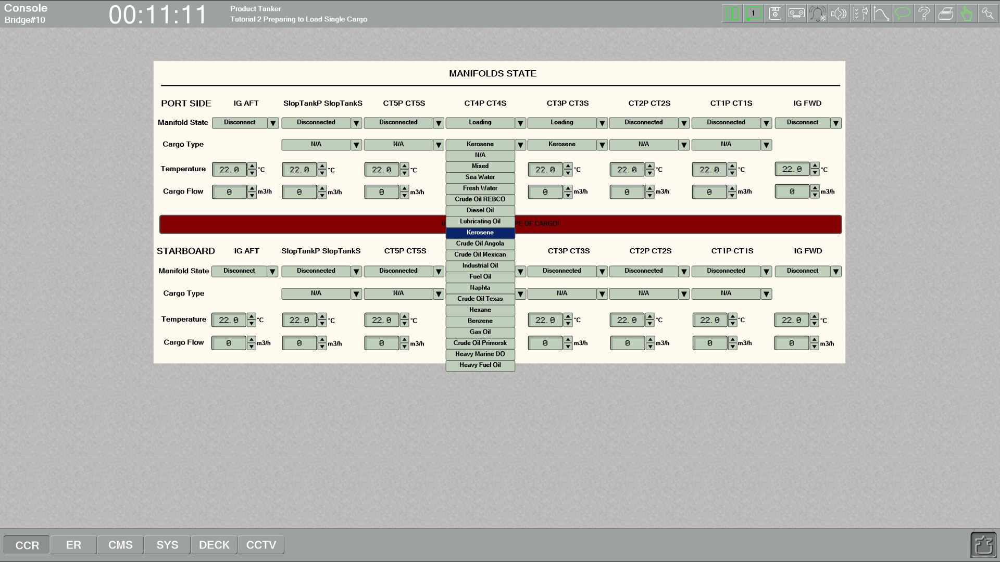 Console
Bridge#10
00:11:11
Product Tanker
Tutorial 2 Preparing to Load Single Cargo
1
MANIFOLDS STATE
PORT SIDE IG AFT SlopTankP SlopTankS CT5P CT5S CT4P CT4S CT3P CT3S CT2P CT2S CT1P CT1S IG FWD
Manifold State Disconnect Disconnected Disconnected Loading Loading Disconnected Disconnected Disconnect
Cargo Type N/A N/A Kerosene Kerosene N/A N/A
N/A
Mixed
Temperature 22.0 °C 22.0 °C 22.0 °C 22.0 °C 22.0 °C 22.0 °C 22.0 °C
Sea Water
Fresh Water
Cargo Flow 0 m3/h 0 m3/h 0 m3/h 0 m3/h 0 m3/h 0 m3/h 0 m3/h
Crude Oil REBCO
Diesel Oil
Lubricating Oil
OF CARGO!
Kerosene
Crude Oil Angola
STARBOARD IG AFT SlopTankP SlopTankS CT5P CT5S CT3P CT3S CT2P CT2S CT1P CT1S IG FWD
Crude Oil Mexican
Industrial Oil
Manifold State Disconnect Disconnected Disconnected Disconnected Disconnected Disconnected Disconnect
Fuel Oil
Naphta
Cargo Type N/A N/A N/A N/A N/A
Crude Oil Texas
Hexane
Temperature 22.0 °C 22.0 °C 22.0 °C 22.0 °C 22.0 °C 22.0 °C 22.0 °C
Benzene
Gas Oil
Cargo Flow 0 m3/h 0 m3/h 0 m3/h 0 m3/h 0 m3/h 0 m3/h 0 m3/h
Crude Oil Primorsk
Heavy Marine DO
Heavy Fuel Oil
CCR ER CMS SYS DECK CCTV